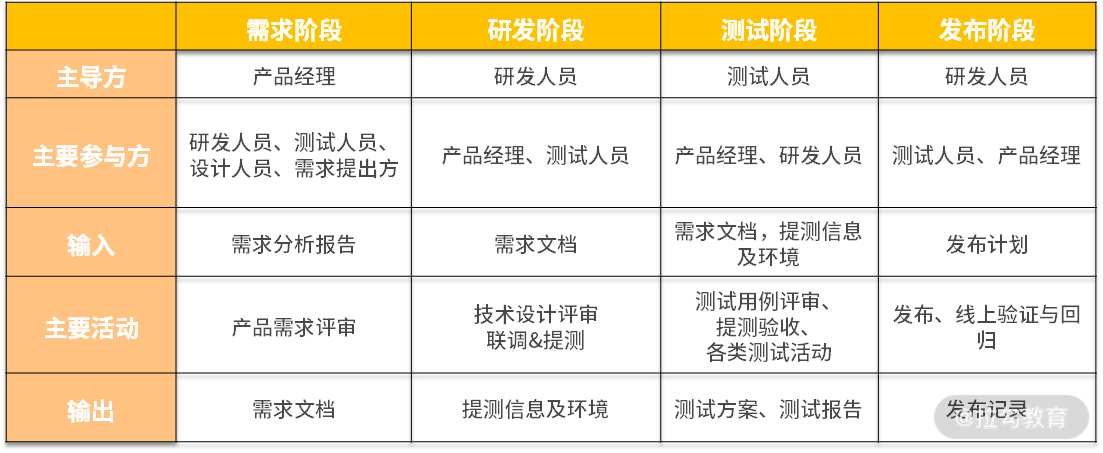 需求阶段 研发阶段 测试阶段 发布阶段
主导方 产品经理 研发人员 测试人员 研发人员
主要参与方 研发人员、测试人员、
设计人员、需求提出方 产品经理、测试人员 产品经理、研发人员 测试人员、产品经理
输入 需求分析报告 需求文档 需求文档，提测信息
及环境 发布计划
主要活动 产品需求评审 技术设计评审
联调&提测 测试用例评审、
提测验收、
各类测试活动 发布、线上验证与回
归
输出 需求文档 提测信息及环境 测试方案、测试报告 发布记录
@拉勾教育